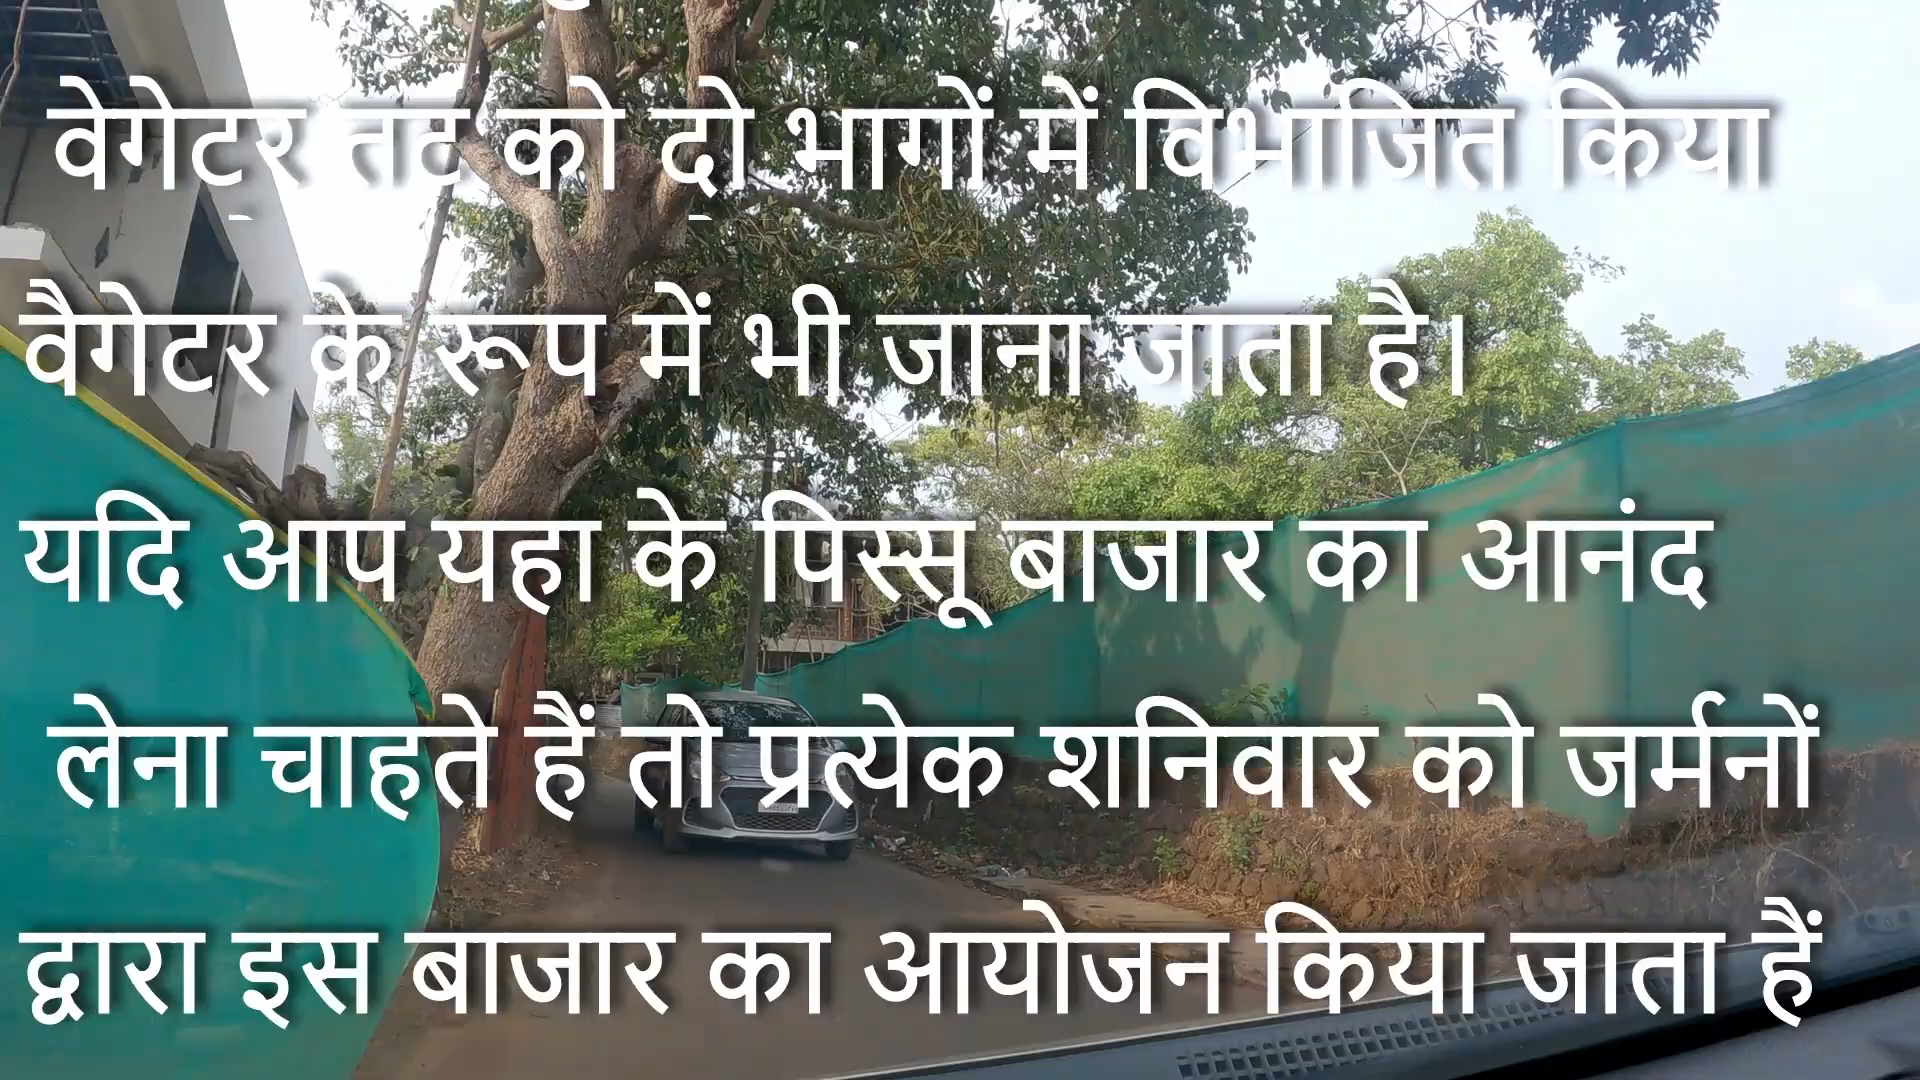 वेगेटर तट को दो भागों में विभाजित किया
वैगेटर के रूप में भी जाना जाता है।
यदि आप यहा के पिस्सू बाजार का आनंद
लेना चाहते हैं तो प्रत्येक शनिवार को जर्मनों
द्वारा इस बाजार का आयोजन किया जाता हैं